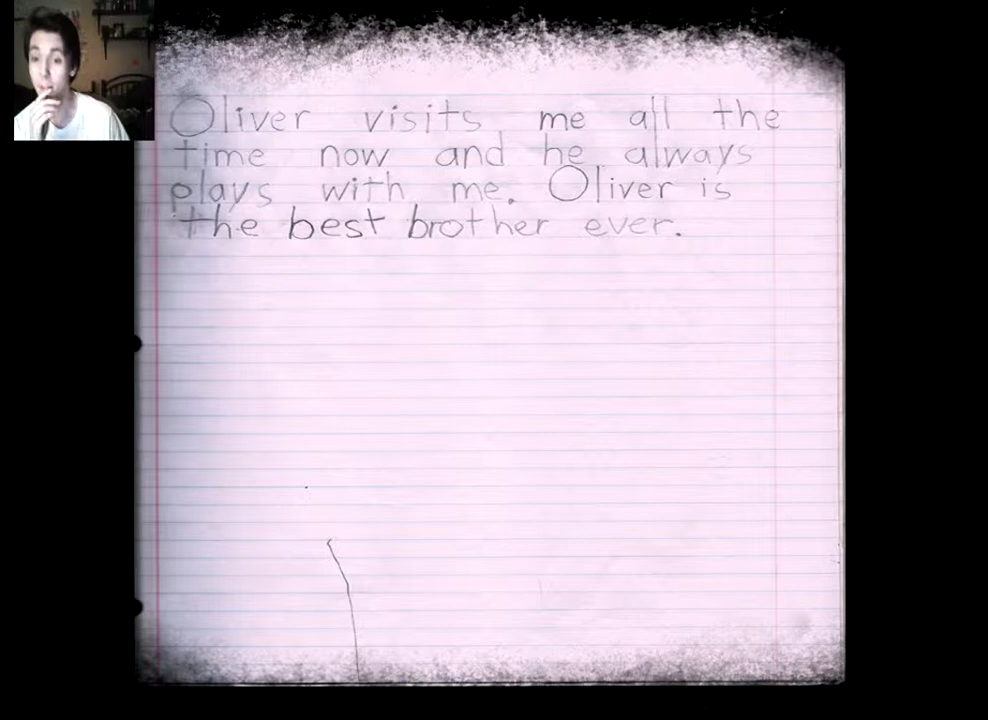 Oliver visits me all the
time now and he always
plays with me. Oliver is
the best brother ever.